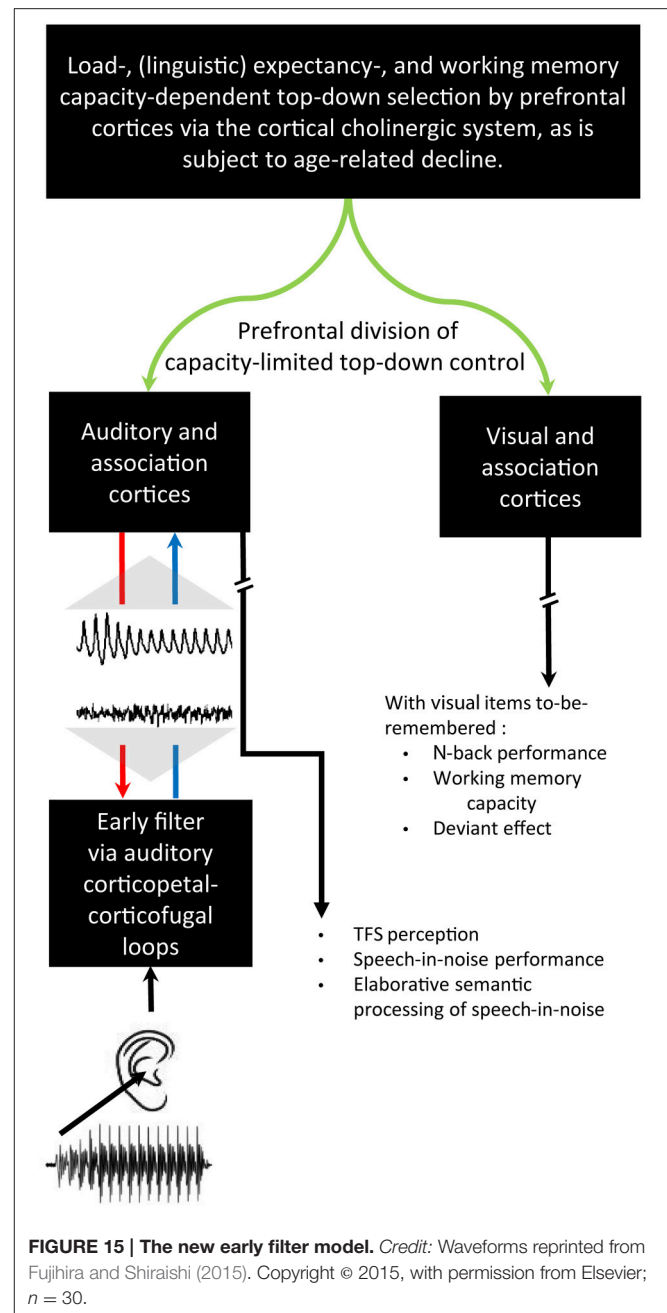 Load-, (linguistic) expectancy-, and working memory
capacity-dependent top-down selection by prefrontal
cortices via the cortical cholinergic system, as is
subject to age-related decline.
Prefrontal division of
capacity-limited top-down control
Auditory and
association
cortices
Visual and
association
cortices
With visual items to-be-
remembered :
• N-back performance
• Working memory
capacity
• Deviant effect
Early filter
via auditory
corticopetal-
corticofugal
loops
• TFS perception
• Speech-in-noise performance
• Elaborative semantic
processing of speech-in-noise
FIGURE 15 | The new early filter model. Credit: Waveforms reprinted from
Fujihira and Shiraishi (2015). Copyright © 2015, with permission from Elsevier;
n = 30.